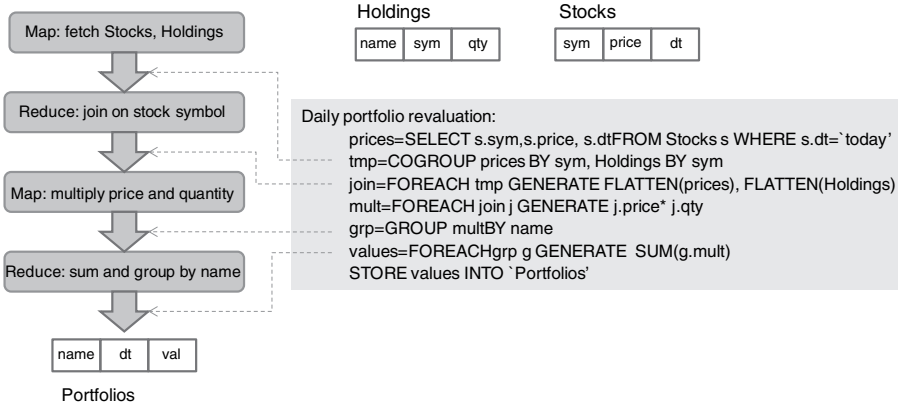 Map: fetch Stocks, Holdings
Reduce: join on stock symbol
Map: multiply price and quantity
Reduce: sum and group by name
name dt val
Portfolios
Holdings
name sym qty
Stocks
sym price dt
Daily portfolio revaluation:
prices=SELECT s.sym,s.price, s.dtFROM Stocks s WHERE s.dt=`today’
tmp=COGROUP prices BY sym, Holdings BY sym
join=FOREACH tmp GENERATE FLATTEN(prices), FLATTEN(Holdings)
mult=FOREACH join j GENERATE j.price* j.qty
grp=GROUP multBY name
values=FOREACHgrp g GENERATE SUM(g.mult)
STORE values INTO `Portfolios’